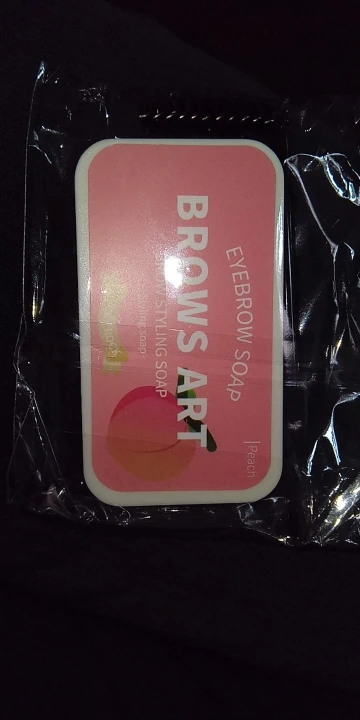 EYEBROW SOAP
|Peach
BROWS ART
STYLING SOAP